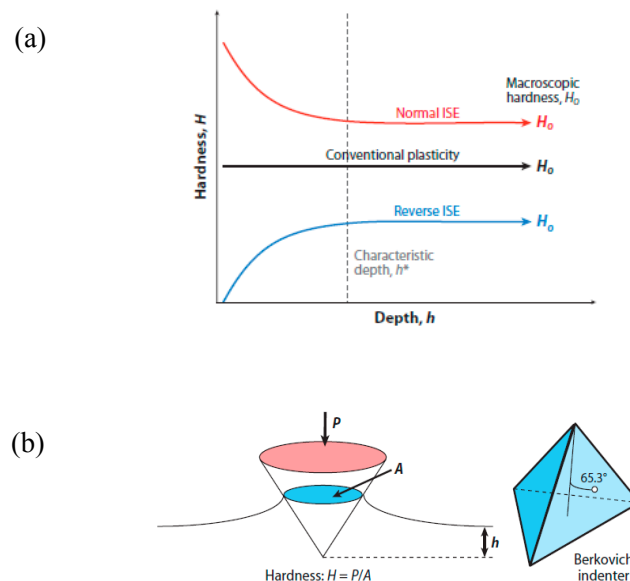 (a)
Hardness, H
Macroscopic
hardness, Ho
Normal ISE
Ho
Conventional plasticity
Ho
Reverse ISE
Ho
Characteristic
depth, h*
Depth, h
(b)
P
A
h
65.3°
Hardness: H = P/A
Berkovich
indenter